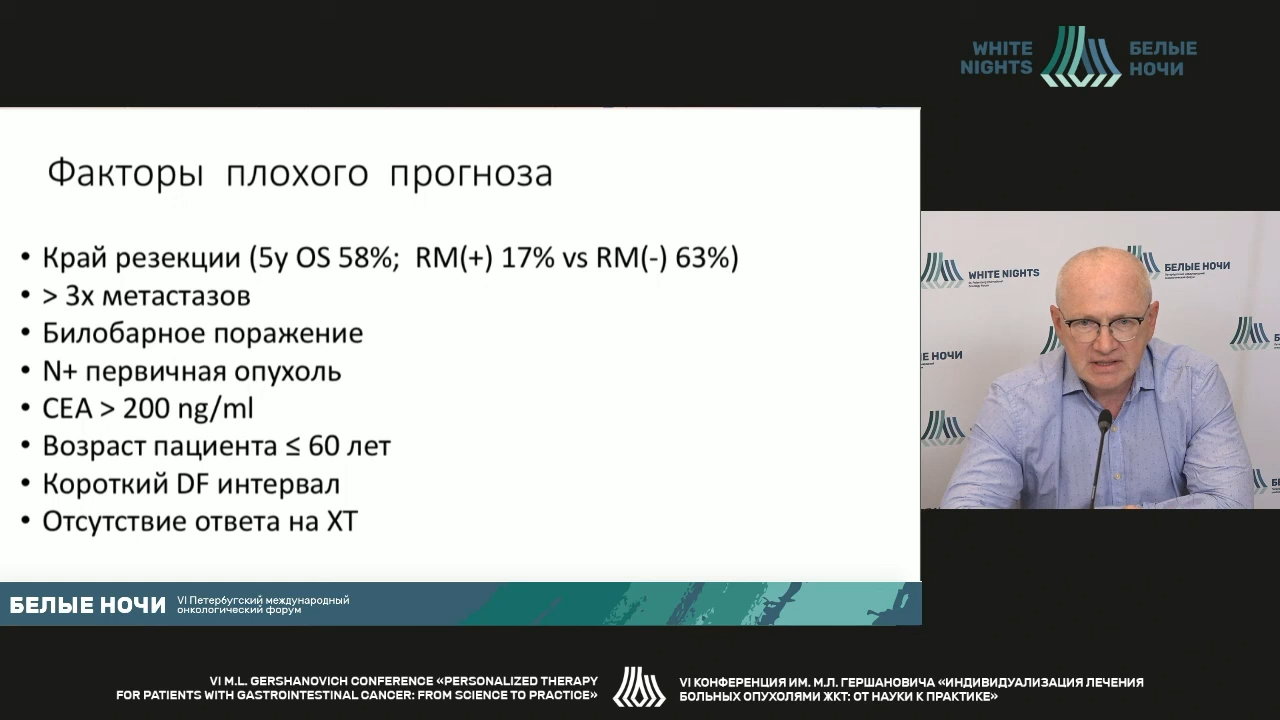 WHITE
NIGHTS
БЕЛЫЕ
НОЧИ
Факторы плохого прогноза
• Край резекции (5y OS 58%; RM(+) 17% vs RM(-) 63%)
• > 3х метастазов
• Билобарное поражение
• N+ первичная опухоль
• CEA > 200 ng/ml
• Возраст пациента ≤ 60 лет
• Короткий DF интервал
• Отсутствие ответа на ХТ
WHITE NIGHTS
БЕЛЫЕ НОЧИ
Е НОЧИ
БЕЛЫЕ НОЧИ
VI Петербугский международный
онкологический форум
VI M.L. GERSHANOVICH CONFERENCE «PERSONALIZED THERAPY
FOR PATIENTS WITH GASTROINTESTINAL CANCER: FROM SCIENCE TO PRACTICE»
VI КОНФЕРЕНЦИЯ ИМ. М.Л. ГЕРШАНОВИЧА «ИНДИВИДУАЛИЗАЦИЯ ЛЕЧЕНИЯ
БОЛЬНЫХ ОПУХОЛЯМИ ЖКТ: ОТ НАУКИ К ПРАКТИКЕ»